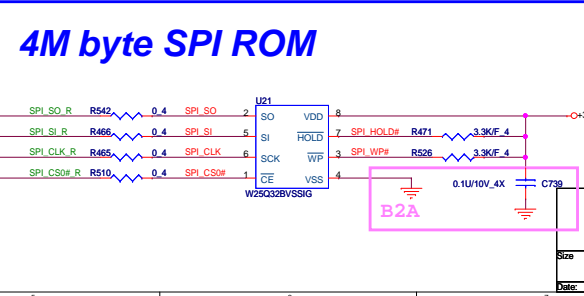 4M byte SPI ROM
U21
SPI_SO_R R542 0_4 SPI_SO 2 SO VDD 8
SPI_SI_R R466 0_4 SPI_SI 5 SI HOLD 7 SPI_HOLD# R471 3.3K/F_4
SPI_CLK_R R465 0_4 SPI_CLK 6 SCK WP 3 SPI_WP# R526 3.3K/F_4
SPI_CS0#_R R510 0_4 SPI_CS0# 1 CE VSS 4
0.1U/10V_4X C739
W25Q32BVSSIG
B2A
Size
Date: